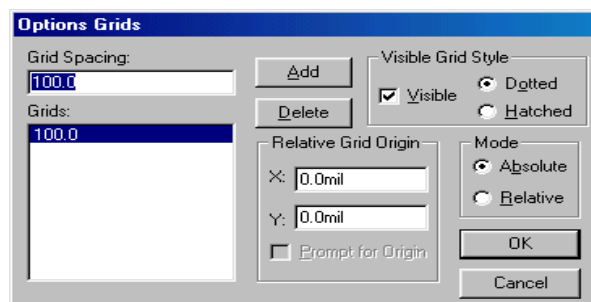 Options Grids
Grid Spacing:
100.0
Grids:
100.0
Add
Delete
Visible Grid Style
Visible
Dotted
Hatched
Relative Grid Origin
X: 0.0mil
Y: 0.0mil
Prompt for Origin
Mode
Absolute
Relative
OK
Cancel